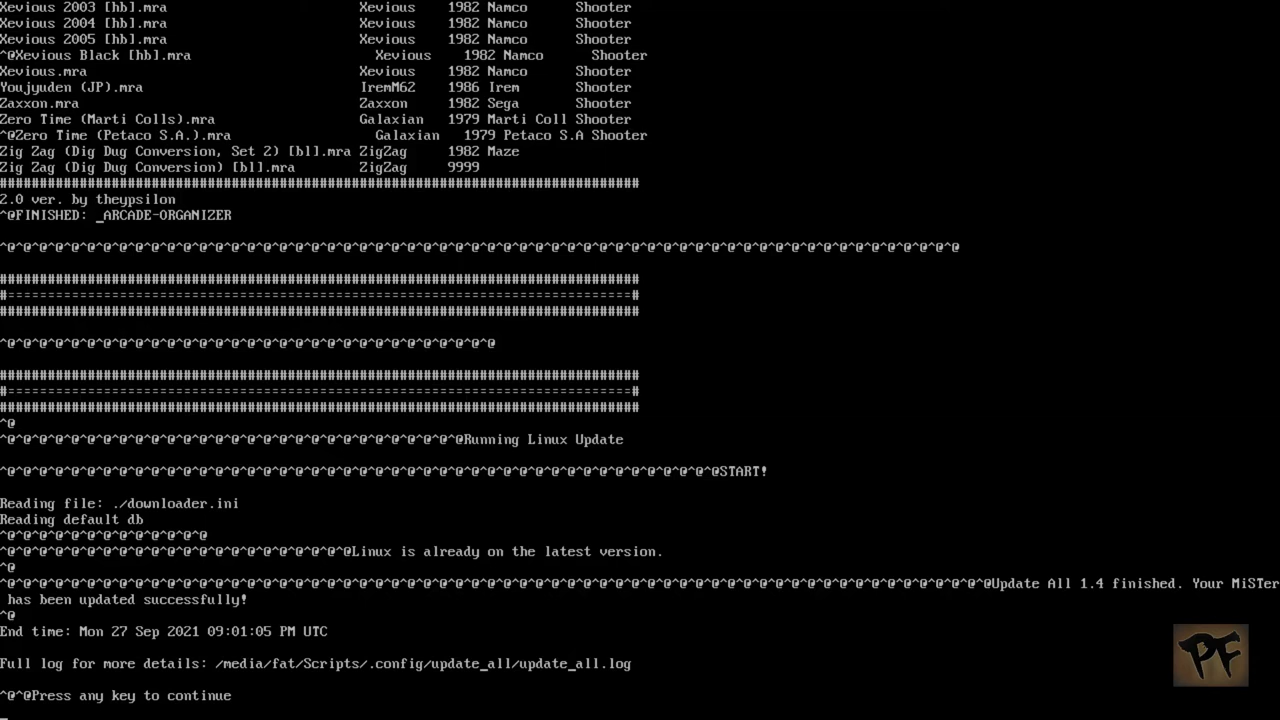 Xevious 2003 [hb].mra                        Xevious    1982 Namco      Shooter
Xevious 2004 [hb].mra                        Xevious    1982 Namco      Shooter
Xevious 2005 [hb].mra                        Xevious    1982 Namco      Shooter
^@Xevious Black [hb].mra                       Xevious    1982 Namco      Shooter
Xevious.mra                                  Xevious    1982 Namco      Shooter
Youjyuden (JP).mra                           IremM62    1986 Irem       Shooter
Zaxxon.mra                                   Zaxxon     1982 Sega       Shooter
Zero Time (Marti Colls).mra                  Galaxian   1979 Marti Coll Shooter
^@Zero Time (Petaco S.A.).mra                  Galaxian   1979 Petaco S.A Shooter
Zig Zag (Dig Dug Conversion, Set 2) [bl].mra ZigZag     1982 Maze
Zig Zag (Dig Dug Conversion) [bl].mra        ZigZag     9999
################################################################################
2.0 ver. by theypsilon
^@FINISHED: _ARCADE-ORGANIZER
^@^@^@^@^@^@^@^@^@^@^@^@^@^@^@^@^@^@^@^@^@^@^@^@^@^@^@^@^@^@^@^@^@^@^@^@^@^@^@^@^@^@^@^@^@^@^@^@^@^@^@^@^@^@^@^@^@^@^@^@
################################################################################
#==============================================================================#
################################################################################
^@^@^@^@^@^@^@^@^@^@^@^@^@^@^@^@^@^@^@^@^@^@^@^@^@^@^@^@^@^@^@
################################################################################
#==============================================================================#
################################################################################
^@
^@^@^@^@^@^@^@^@^@^@^@^@^@^@^@^@^@^@^@^@^@^@^@^@^@^@^@^@^@Running Linux Update
^@^@^@^@^@^@^@^@^@^@^@^@^@^@^@^@^@^@^@^@^@^@^@^@^@^@^@^@^@^@^@^@^@^@^@^@^@^@^@^@^@^@^@^@^@START!
Reading file: ./downloader.ini
Reading default db
^@^@^@^@^@^@^@^@^@^@^@^@^@
^@^@^@^@^@^@^@^@^@^@^@^@^@^@^@^@^@^@^@^@^@^@Linux is already on the latest version.
^@
^@^@^@^@^@^@^@^@^@^@^@^@^@^@^@^@^@^@^@^@^@^@^@^@^@^@^@^@^@^@^@^@^@^@^@^@^@^@^@^@^@^@^@^@^@^@^@^@^@^@^@^@^@^@^@^@^@^@^@^@^@^@Update All 1.4 finished. Your MiSTer
 has been updated successfully!
^@
End time: Mon 27 Sep 2021 09:01:05 PM UTC
Full log for more details: /media/fat/Scripts/.config/update_all/update_all.log
^@^@Press any key to continue
PF